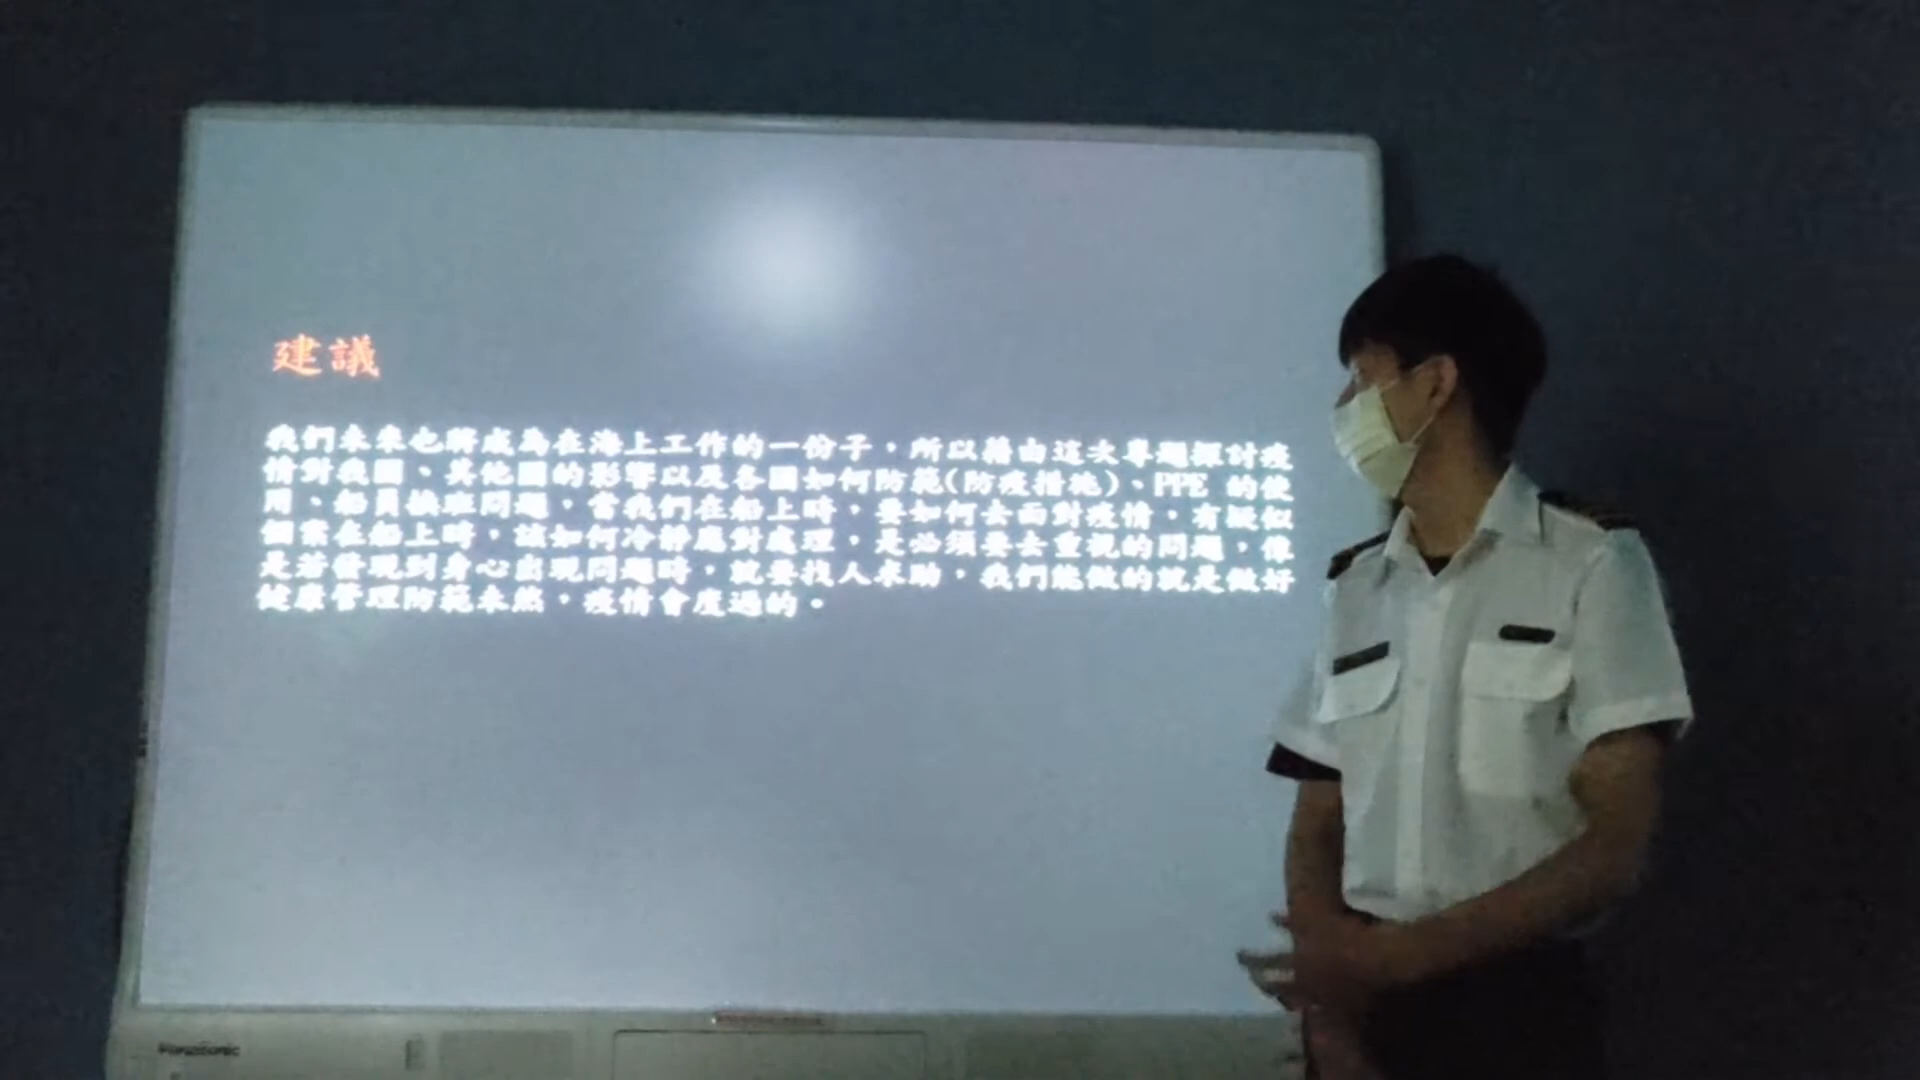 建議
我們未來也將成為在海上工作的一份子，所以藉由這次專題探討疫
情對我國、其他國的影響以及各國如何防範(防疫措施)、PPE 的使
用、船員換班問題，當我們在船上時，要如何去面對疫情，有疑似
個案在船上時，該如何冷靜應對處理，是必須要去重視的問題，像
是若發現到身心出現問題時，就要找人求助，我們能做的就是做好
健康管理防範未然，疫情會度過的。
Panasonic